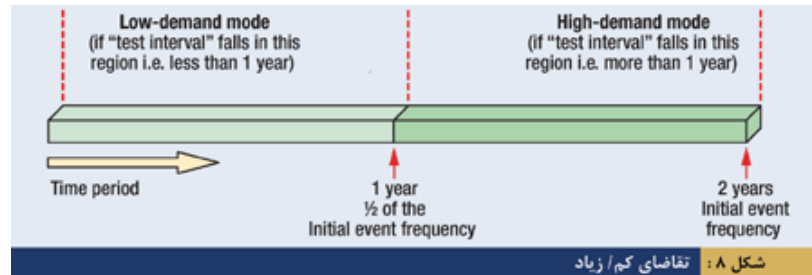 Low-demand mode
(if “test interval” falls in this
region i.e. less than 1 year)
High-demand mode
(if “test interval” falls in this
region i.e. more than 1 year)
Time period
1 year
½ of the
Initial event frequency
2 years
Initial event
frequency
شکل ۸ : تقاضای کم/ زیاد